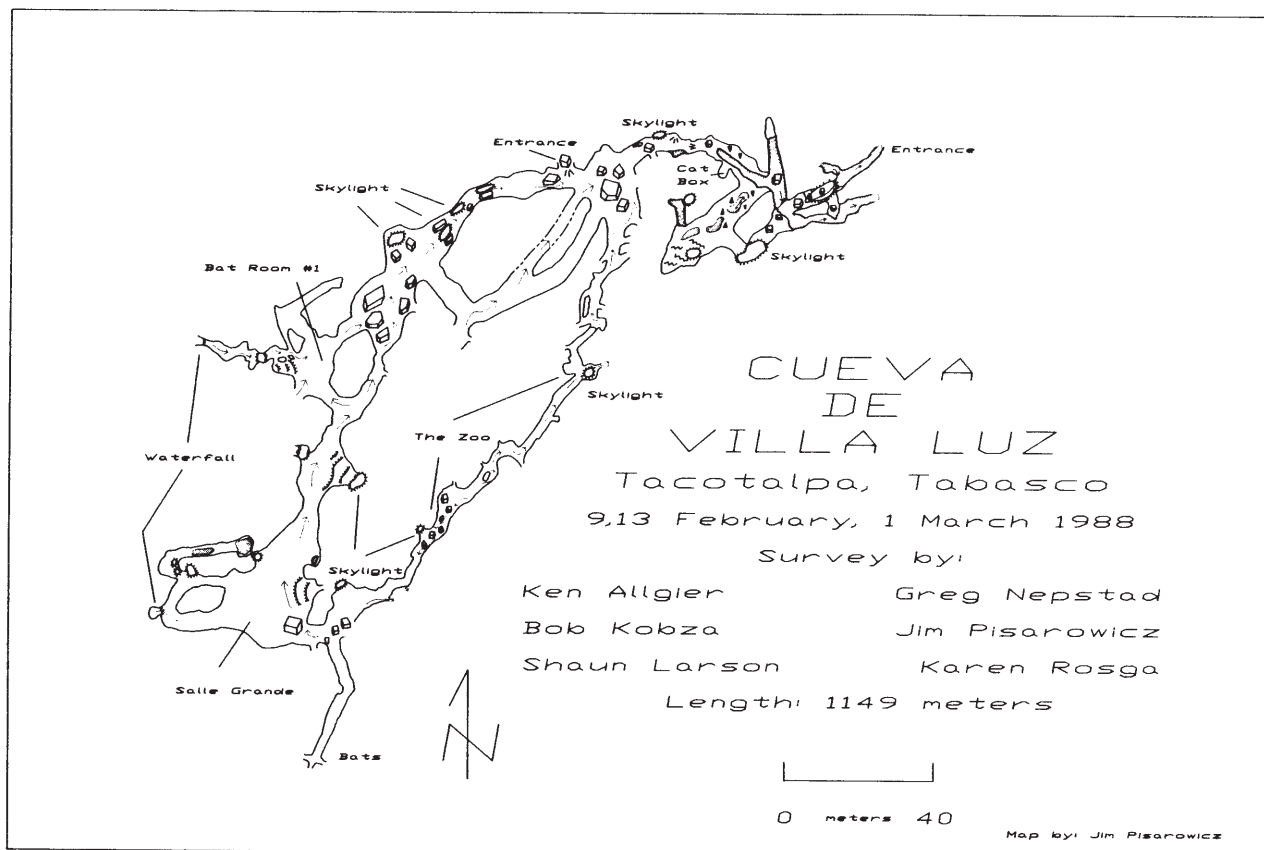 Skylight
Entrance
Entrance
Cat
Box
Skylight
Skylight
Bat Room #1
CUEVA
DE
VILLA LUZ
Skylight
The Zoo
Waterfall
Tacotalpa, Tabasco
9,13 February, 1 March 1988
Survey by:
Skylight
Ken Allgier
Greg Nepstad
Bob Kobza
Jim Pisarowicz
Shaun Larson
Karen Rosga
Salle Grande
Length: 1149 meters
N
Bats
0 meters 40
Map by: Jim Pisarowicz